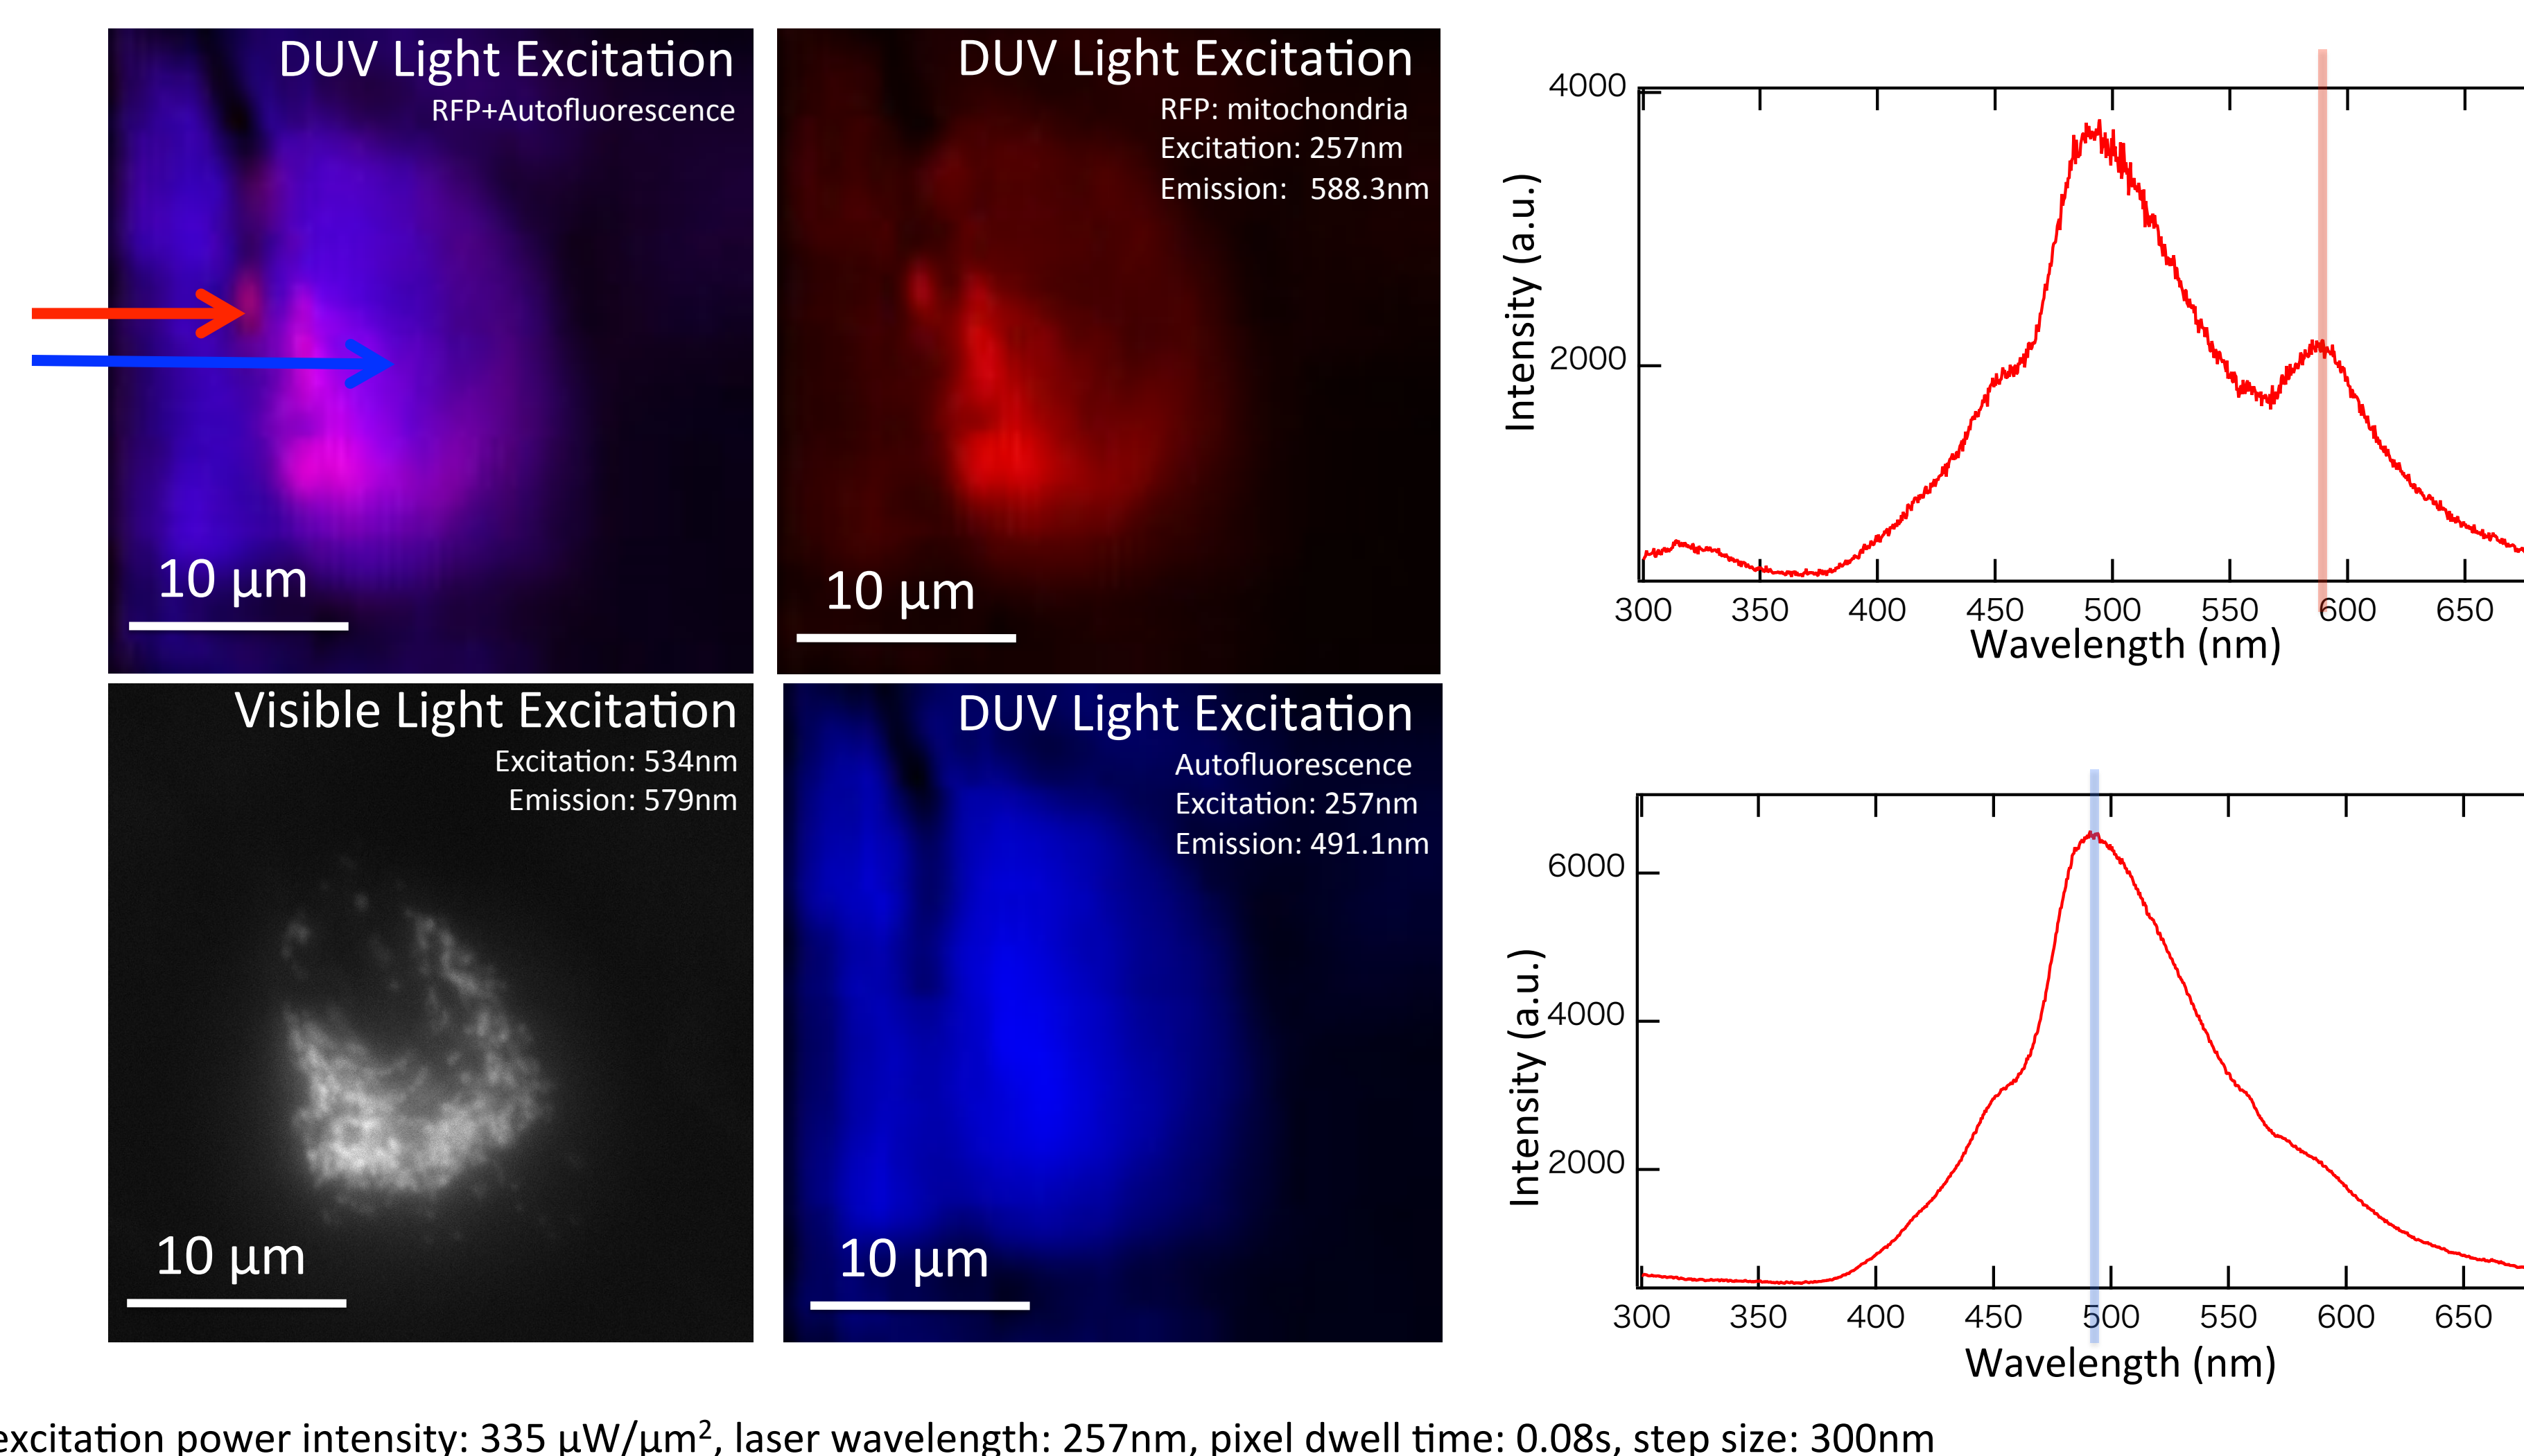 DUV Light Excitation
RFP+Autofluorescence
10 µm
DUV Light Excitation
RFP: mitochondria
Excitation: 257nm
Emission: 588.3nm
10 µm
4000
2000
Intensity (a.u.)
300 350 400 450 500 550 600 650
Wavelength (nm)
Visible Light Excitation
Excitation: 534nm
Emission: 579nm
10 µm
DUV Light Excitation
Autofluorescence
Excitation: 257nm
Emission: 491.1nm
10 µm
6000
4000
2000
Intensity (a.u.)
300 350 400 450 500 550 600 650
Wavelength (nm)
excitation power intensity: 335 µW/µm², laser wavelength: 257nm, pixel dwell time: 0.08s, step size: 300nm